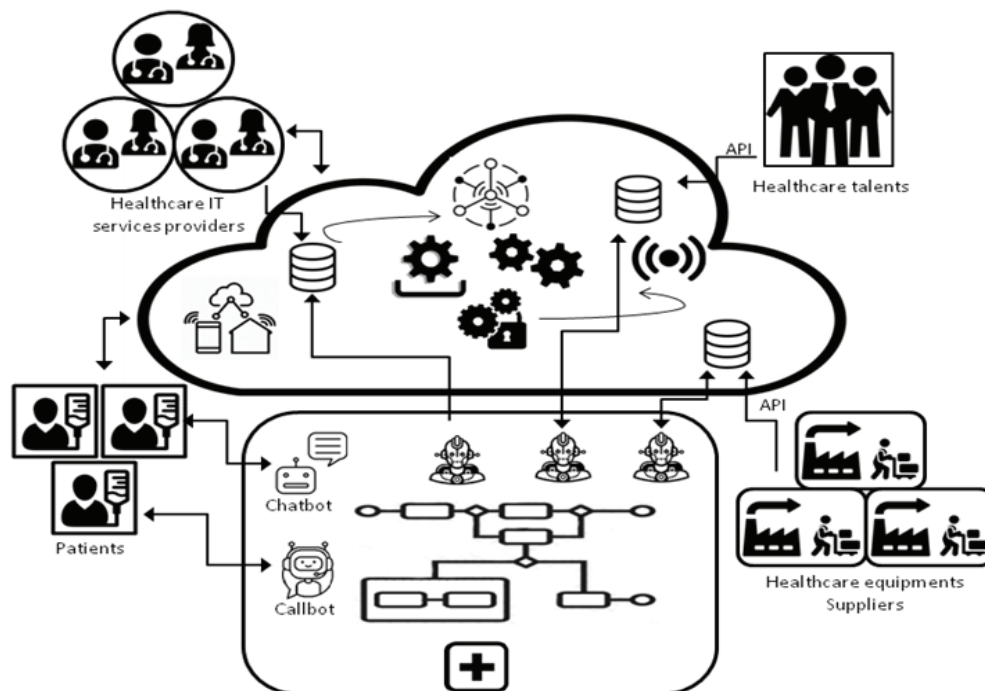 API
Healthcare talents
Healthcare IT
services providers
API
Chatbot
Patients
Callbot
Healthcare equipments
Suppliers